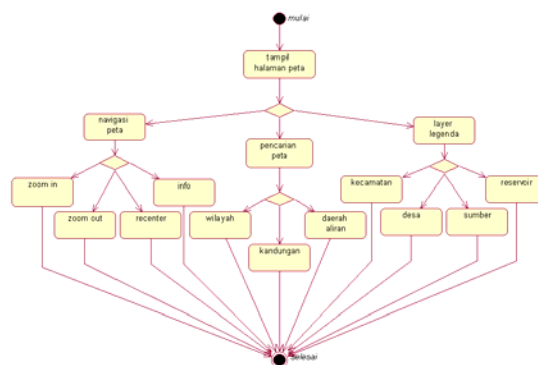 mulai
tampil
halaman peta
navigasi
peta
pencarian
peta
layer
legenda
zoom in
info
zoom out
recenter
wilayah
daerah
aliran
kandungan
kecamatan
reservoir
desa
sumber
selesai